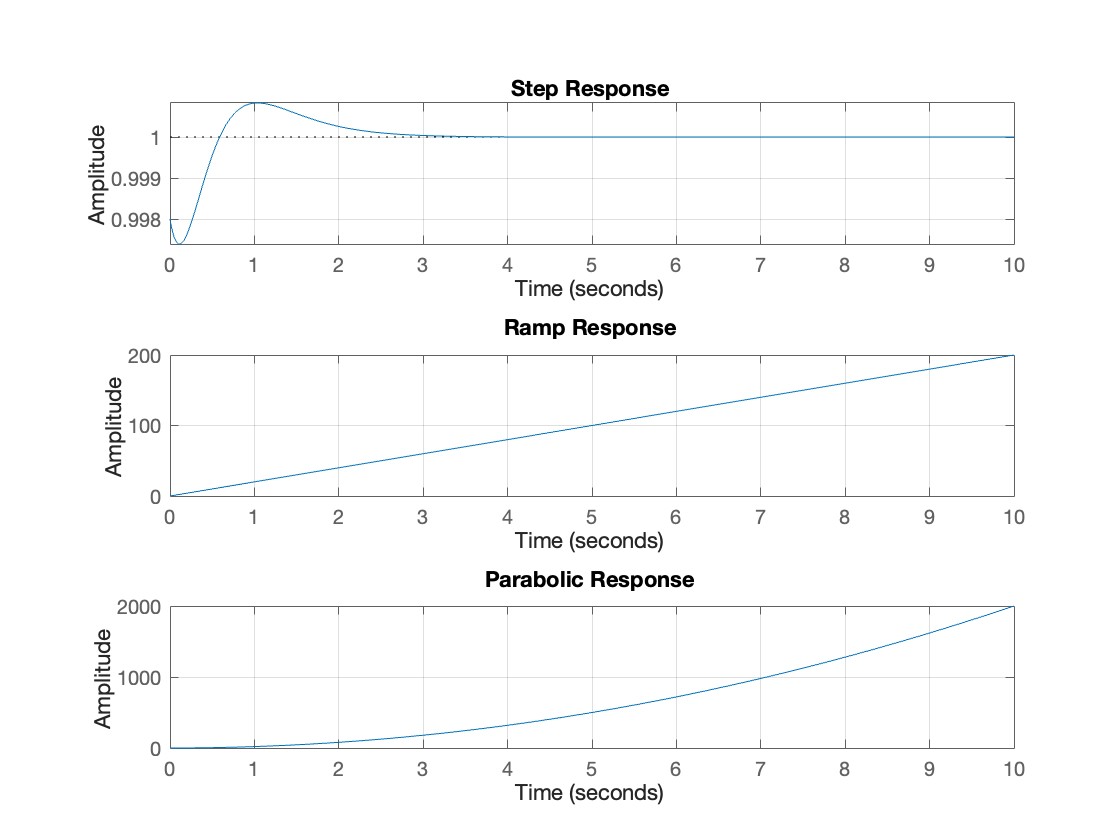 Step Response
Amplitude
1
0.999
0.998
0 1 2 3 4 5 6 7 8 9 10
Time (seconds)
Ramp Response
Amplitude
200
100
0
0 1 2 3 4 5 6 7 8 9 10
Time (seconds)
Parabolic Response
Amplitude
2000
1000
0
0 1 2 3 4 5 6 7 8 9 10
Time (seconds)